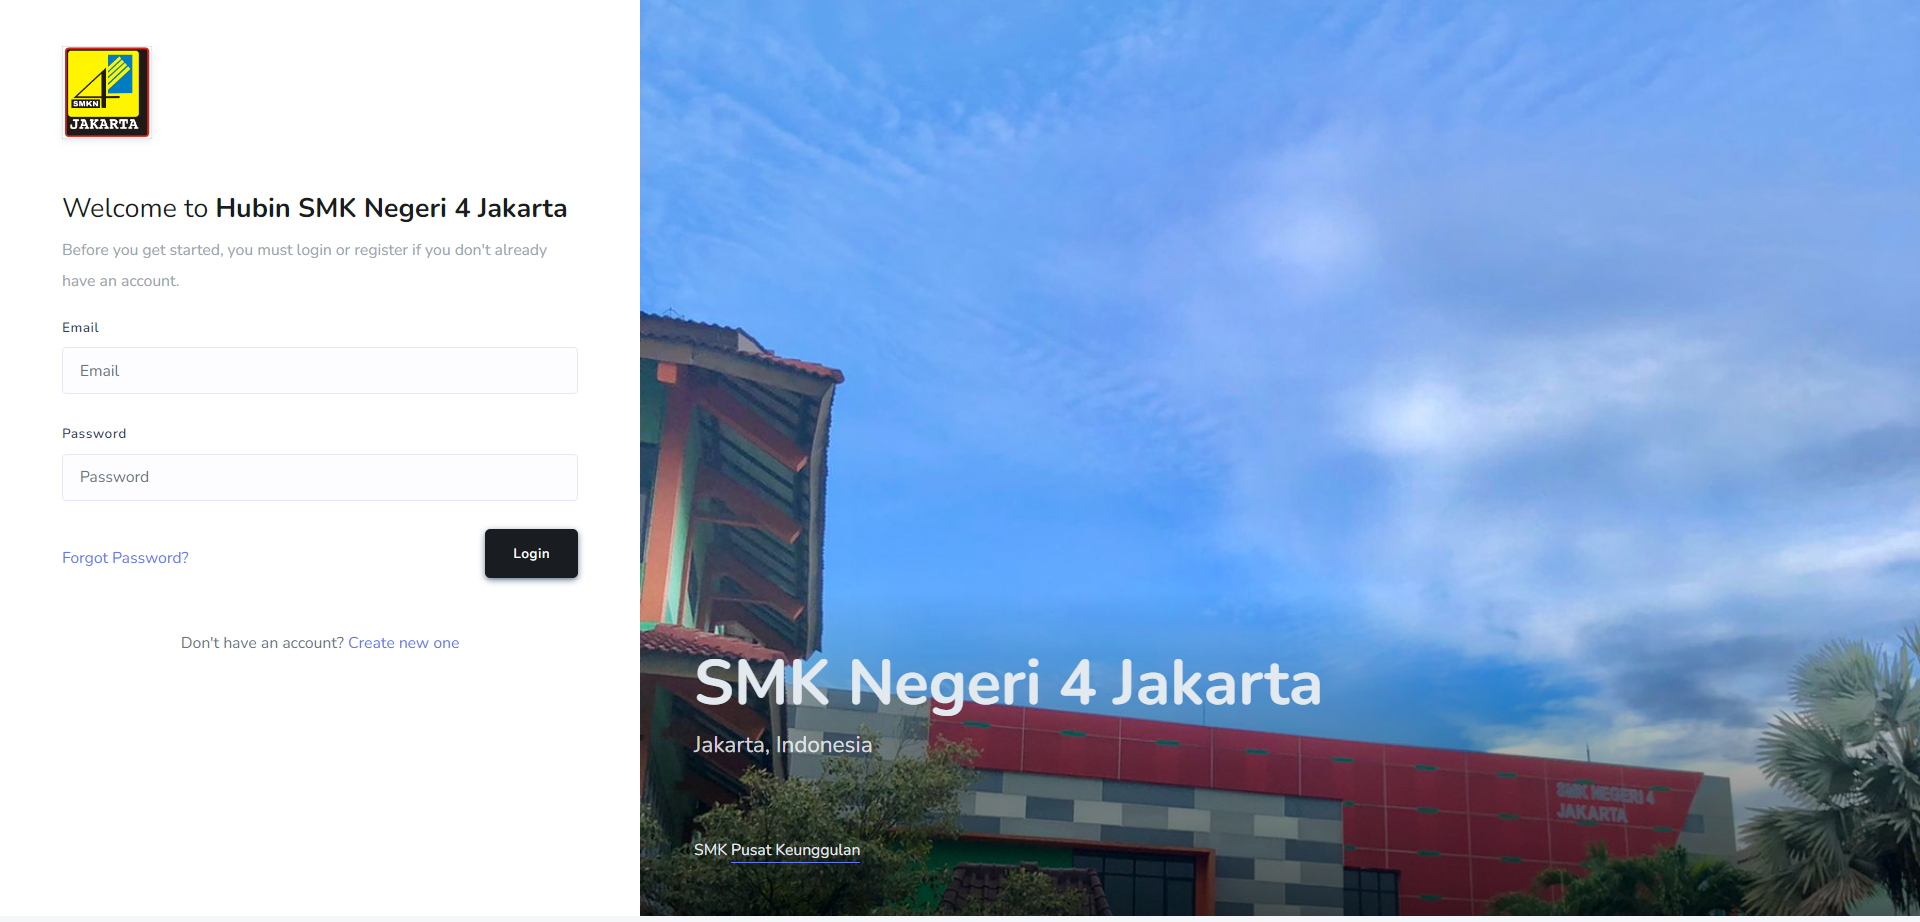 SMKN
JAKARTA
Welcome to Hubin SMK Negeri 4 Jakarta
Before you get started, you must login or register if you don't already
have an account.
Email
Email
Password
Password
Forgot Password?
Login
Don't have an account? Create new one
SMK Negeri 4 Jakarta
Jakarta, Indonesia
SMK NEGERI 4
JAKARTA
SMK Pusat Keunggulan